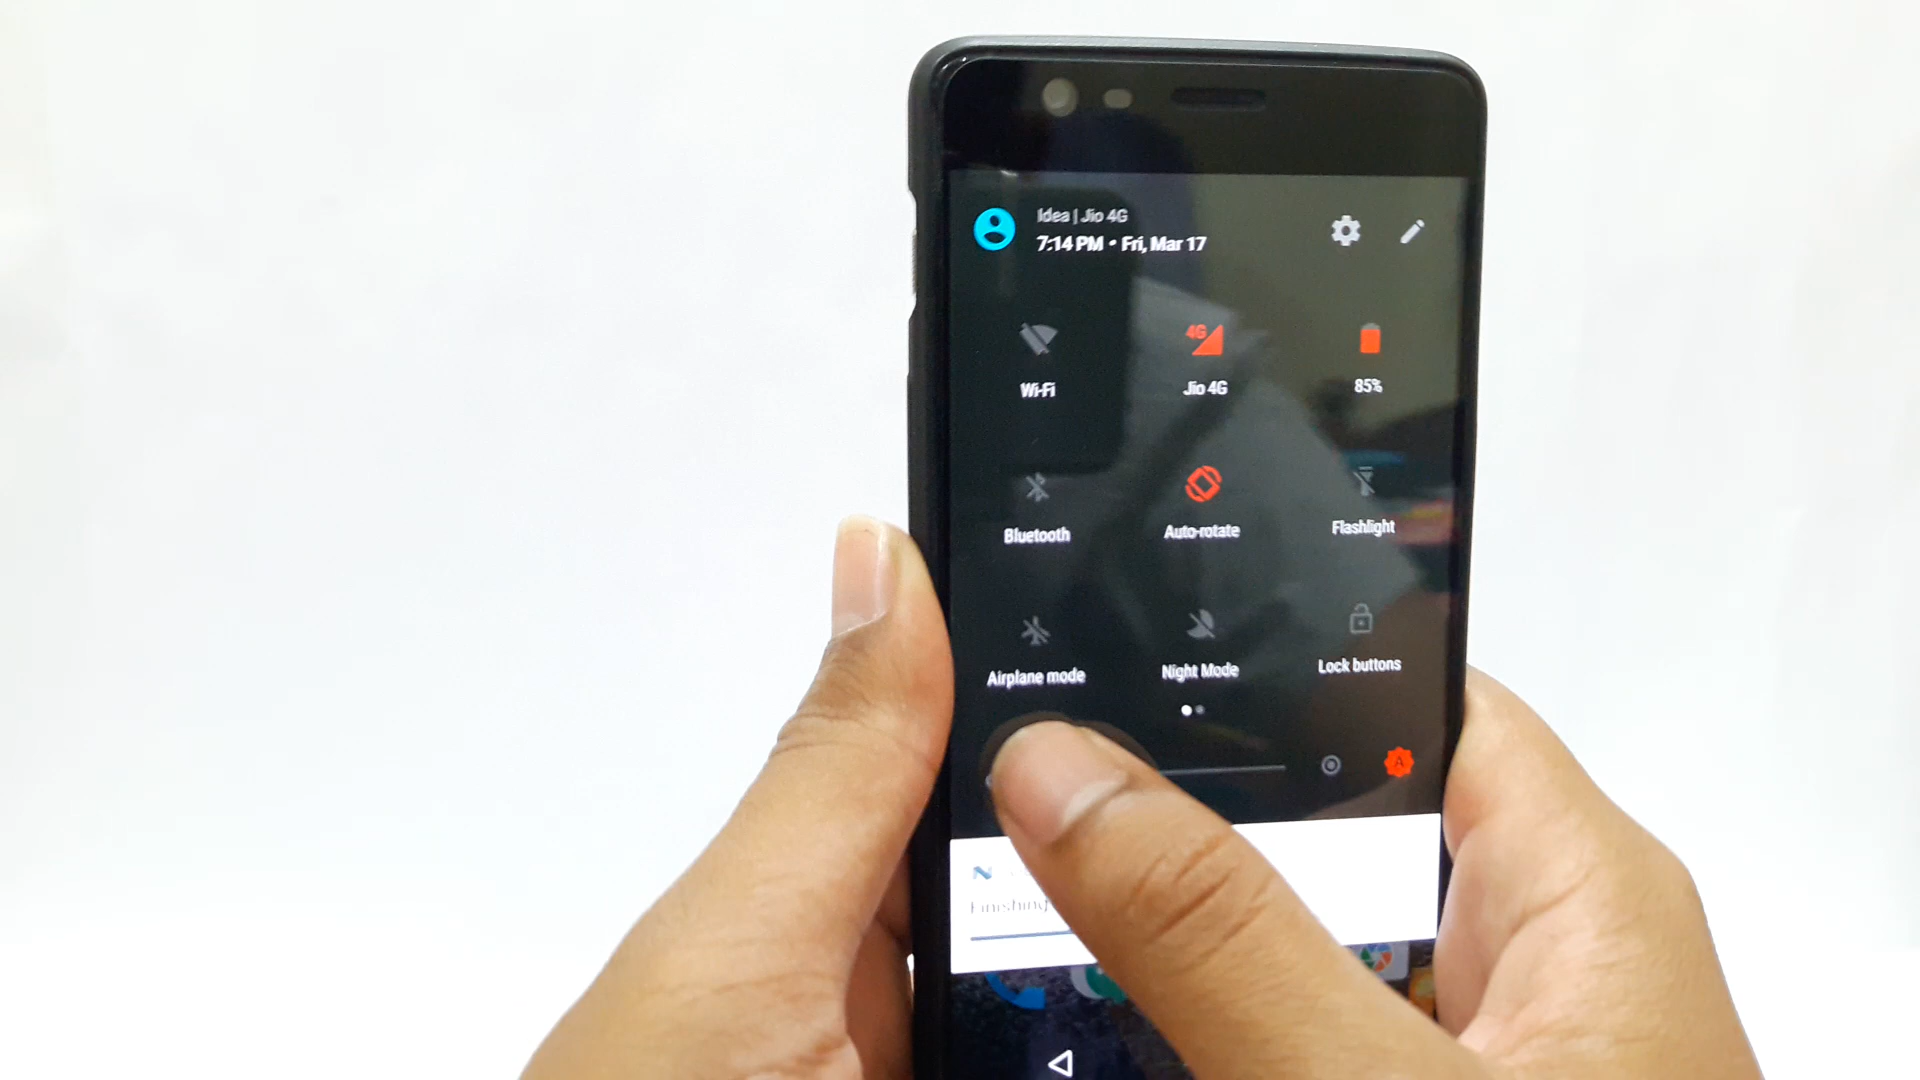 Idea | Jio 4G
7:14 PM • Fri, Mar 17
4G
Wi-Fi
Jio 4G
85%
Bluetooth
Auto-rotate
Flashlight
Airplane mode
Night Mode
Lock buttons
A
N
Finishing